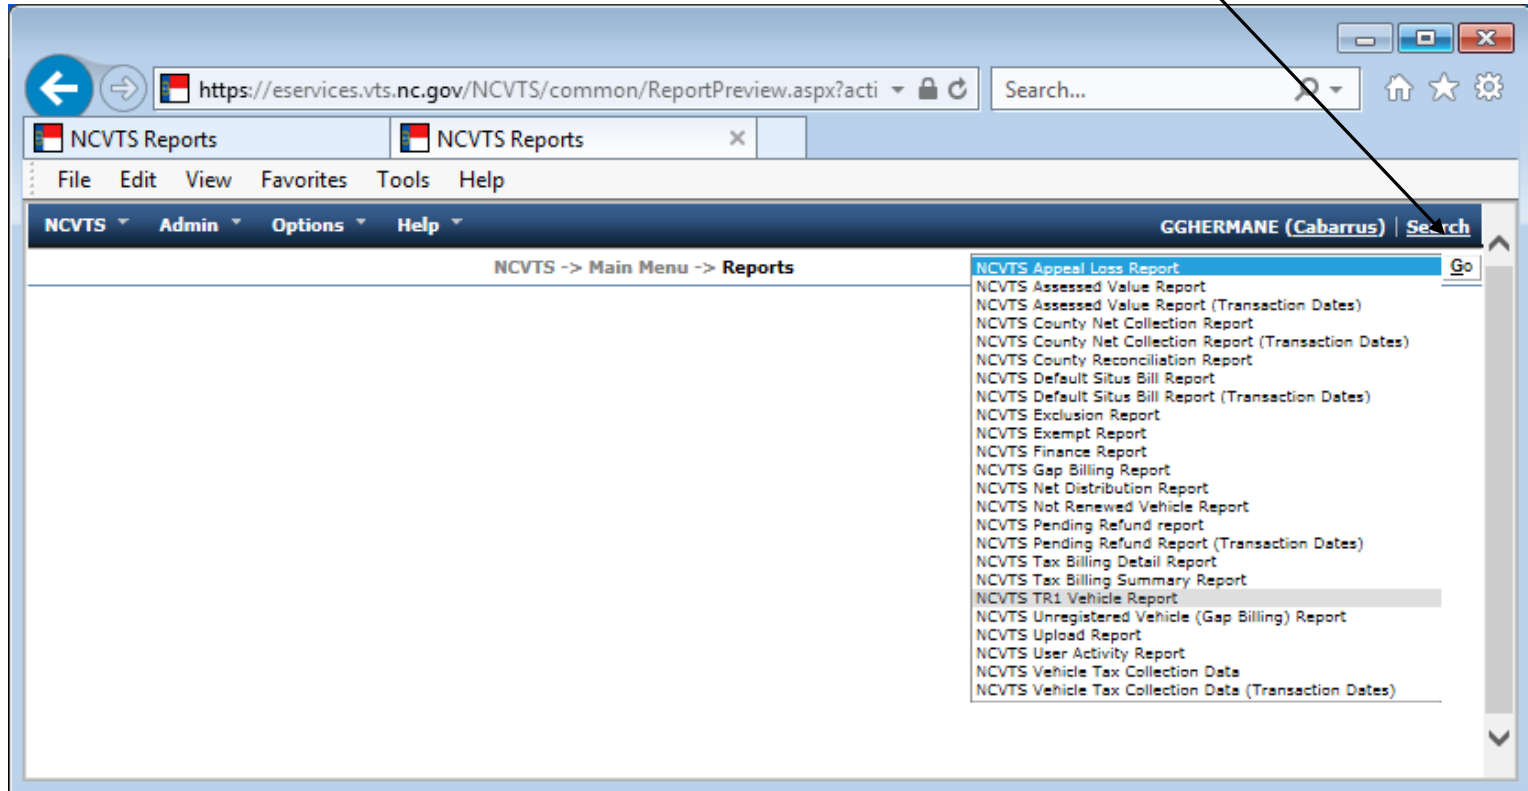 https://eservices.vts.nc.gov/NCVTS/common/ReportPreview.aspx?acti
Search...
NCVTS Reports
NCVTS Reports
File Edit View Favorites Tools Help
NCVTS Admin Options Help
GGHERMANE (Cabarrus) | Search
NCVTS -> Main Menu -> Reports
Go
NCVTS Appeal Loss Report
NCVTS Assessed Value Report
NCVTS Assessed Value Report (Transaction Dates)
NCVTS County Net Collection Report
NCVTS County Net Collection Report (Transaction Dates)
NCVTS County Reconciliation Report
NCVTS Default Situs Bill Report
NCVTS Default Situs Bill Report (Transaction Dates)
NCVTS Exclusion Report
NCVTS Exempt Report
NCVTS Finance Report
NCVTS Gap Billing Report
NCVTS Net Distribution Report
NCVTS Not Renewed Vehicle Report
NCVTS Pending Refund report
NCVTS Pending Refund Report (Transaction Dates)
NCVTS Tax Billing Detail Report
NCVTS Tax Billing Summary Report
NCVTS TR1 Vehicle Report
NCVTS Unregistered Vehicle (Gap Billing) Report
NCVTS Upload Report
NCVTS User Activity Report
NCVTS Vehicle Tax Collection Data
NCVTS Vehicle Tax Collection Data (Transaction Dates)